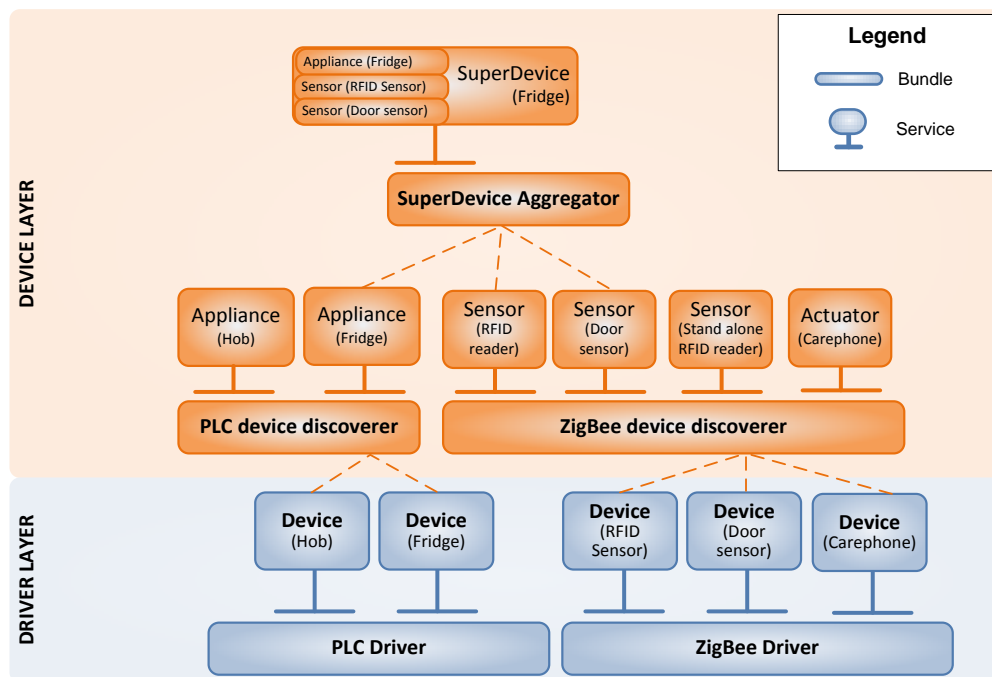 Legend
Bundle
Service
Appliance (Fridge)
Sensor (RFID Sensor)
Sensor (Door sensor)
SuperDevice
(Fridge)
SuperDevice Aggregator
DEVICE LAYER
Appliance
(Hob)
Appliance
(Fridge)
Sensor
(RFID
reader)
Sensor
(Door
sensor)
Sensor
(Stand alone
RFID reader)
Actuator
(Carephone)
PLC device discoverer
ZigBee device discoverer
DRIVER LAYER
Device
(Hob)
Device
(Fridge)
Device
(RFID
Sensor)
Device
(Door
sensor)
Device
(Carephone)
PLC Driver
ZigBee Driver